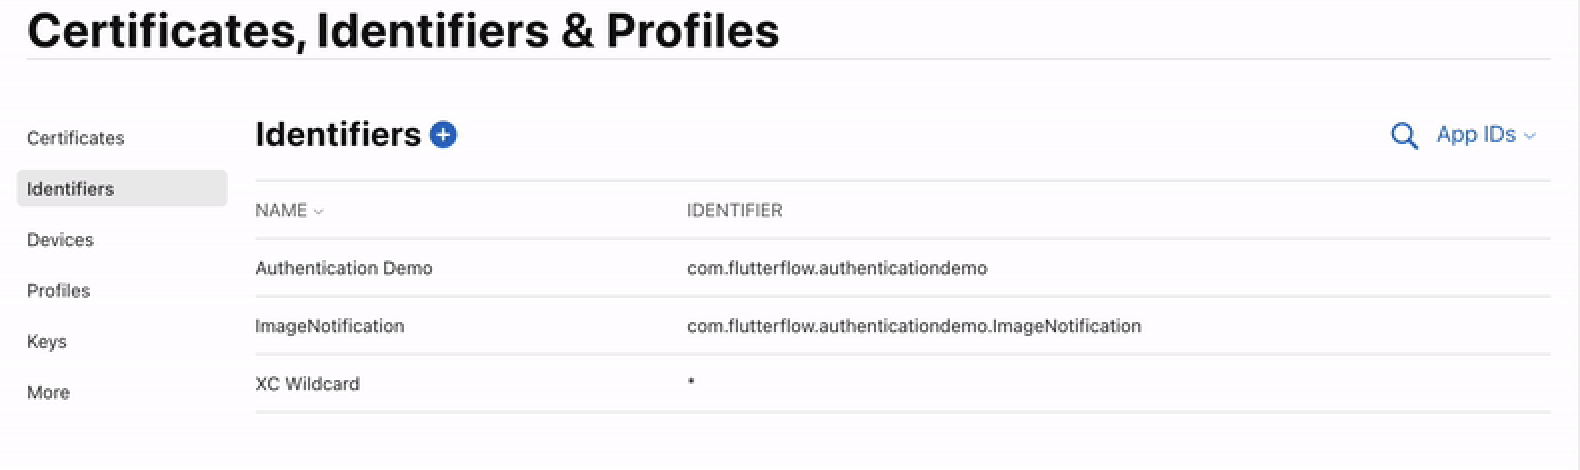 Certificates, Identifiers & Profiles
Certificates
Identifiers
Devices
Profiles
Keys
More
Identifiers
App IDs
NAME IDENTIFIER
Authentication Demo com.flutterflow.authenticationdemo
ImageNotification com.flutterflow.authenticationdemo.ImageNotification
XC Wildcard *